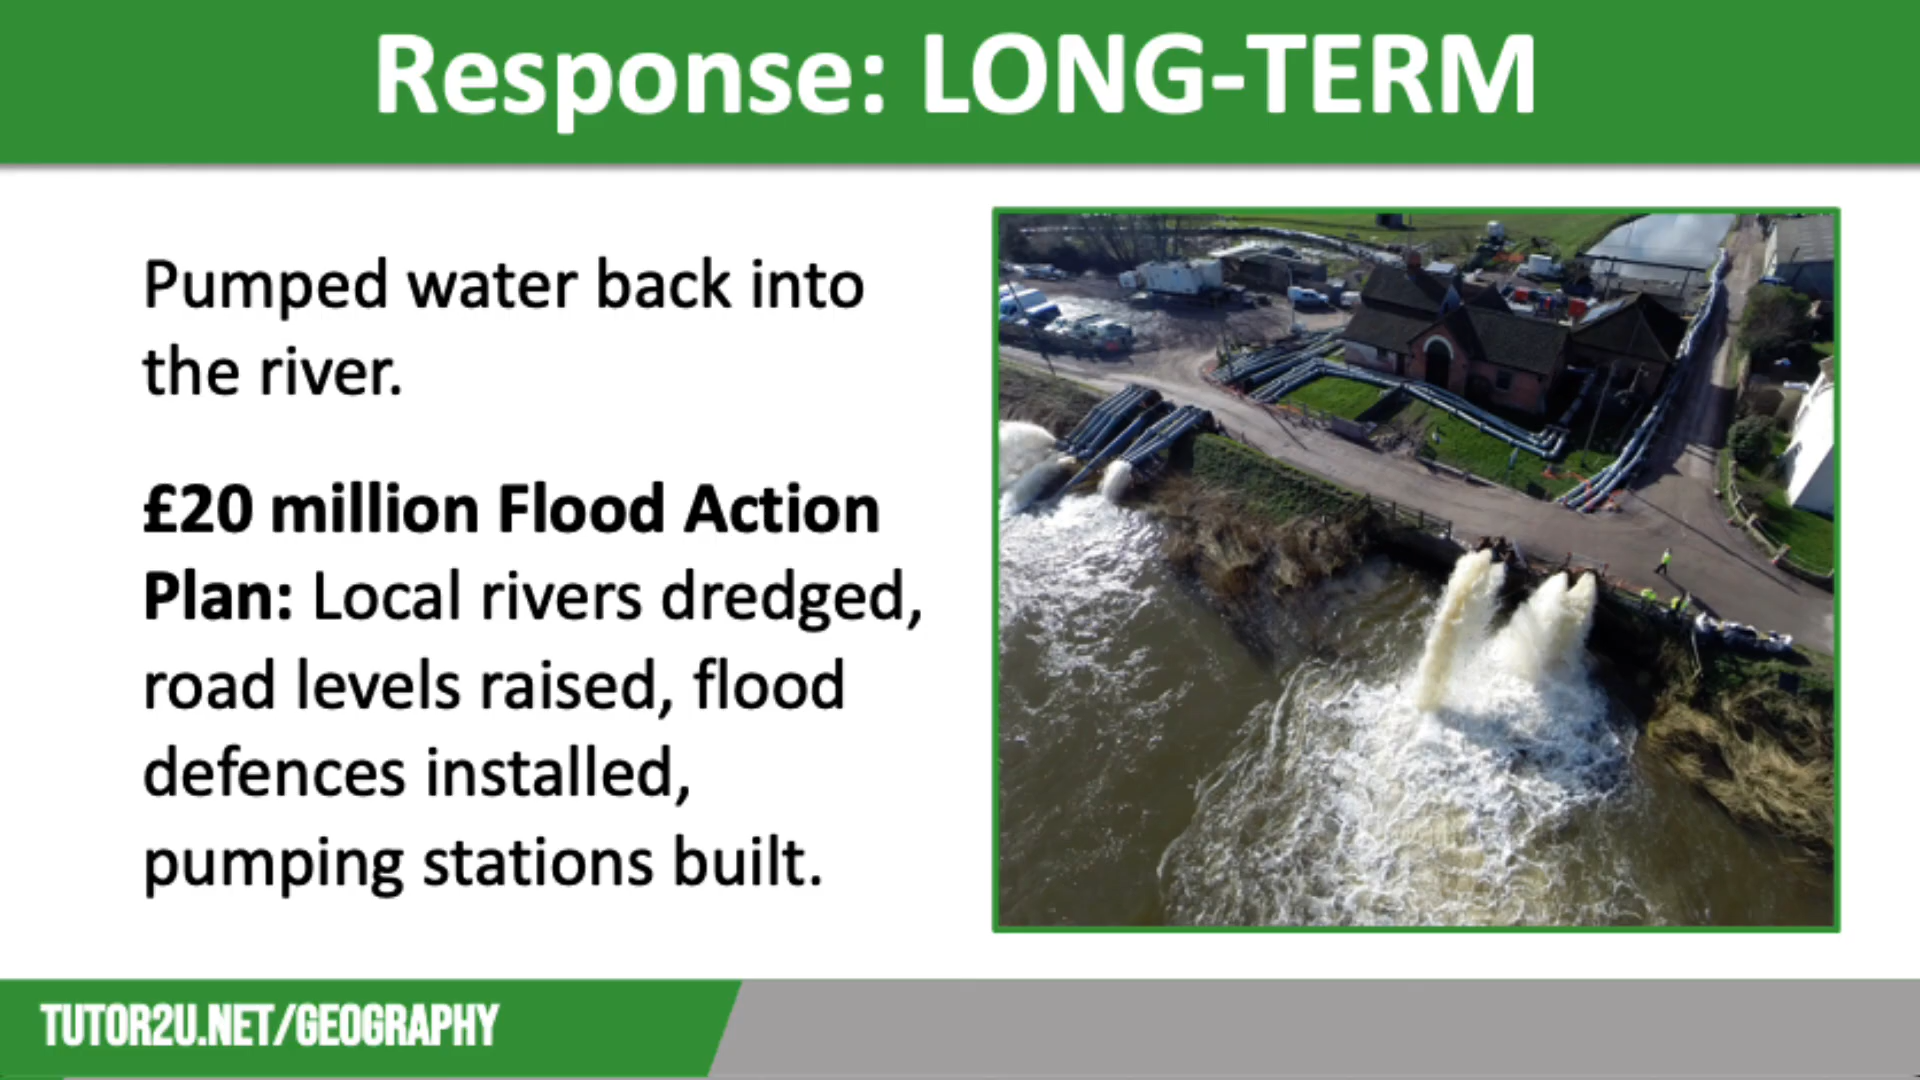 Response: LONG-TERM
Pumped water back into
the river.
£20 million Flood Action
Plan: Local rivers dredged,
road levels raised, flood
defences installed,
pumping stations built.
TUTOR2U.NET/GEOGRAPHY